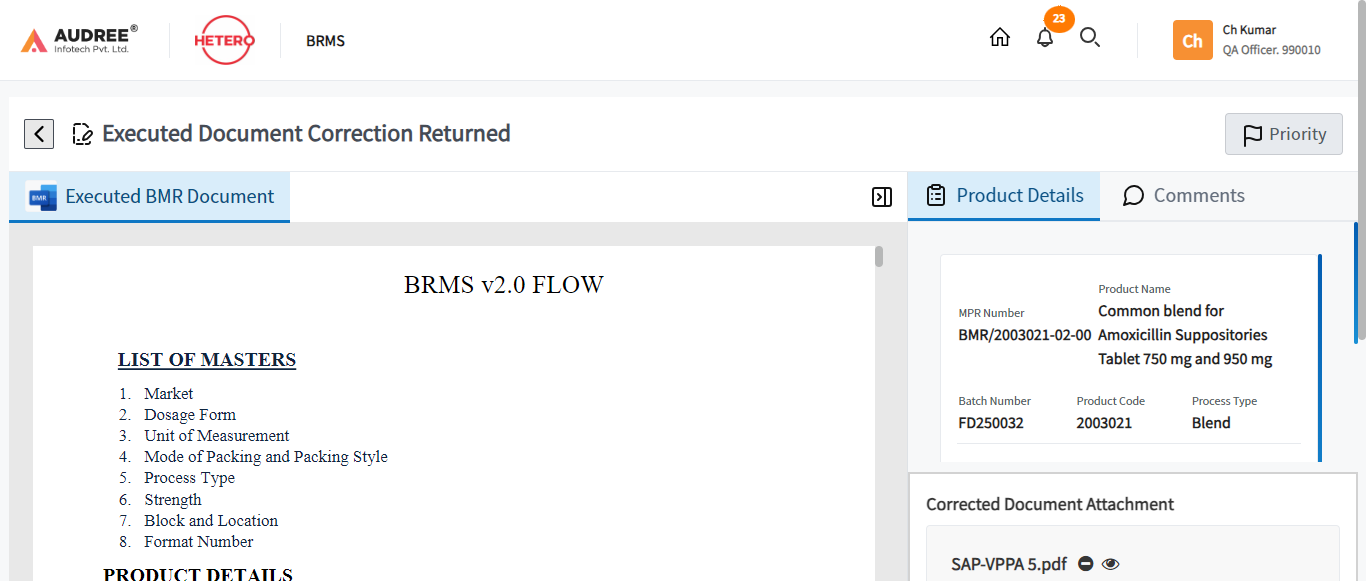 AUDREE®
Infotech Pvt. Ltd.
HETERO
BRMS
23
Ch
Ch Kumar
QA Officer. 990010
Executed Document Correction Returned
Priority
BMR
Executed BMR Document
Product Details
Comments
BRMS v2.0 FLOW
LIST OF MASTERS
1. Market
2. Dosage Form
3. Unit of Measurement
4. Mode of Packing and Packing Style
5. Process Type
6. Strength
7. Block and Location
8. Format Number
PRODUCT DETAILS
MPR Number
BMR/2003021-02-00
Product Name
Common blend for
Amoxicillin Suppositories
Tablet 750 mg and 950 mg
Batch Number
FD250032
Product Code
2003021
Process Type
Blend
Corrected Document Attachment
SAP-VPPA 5.pdf